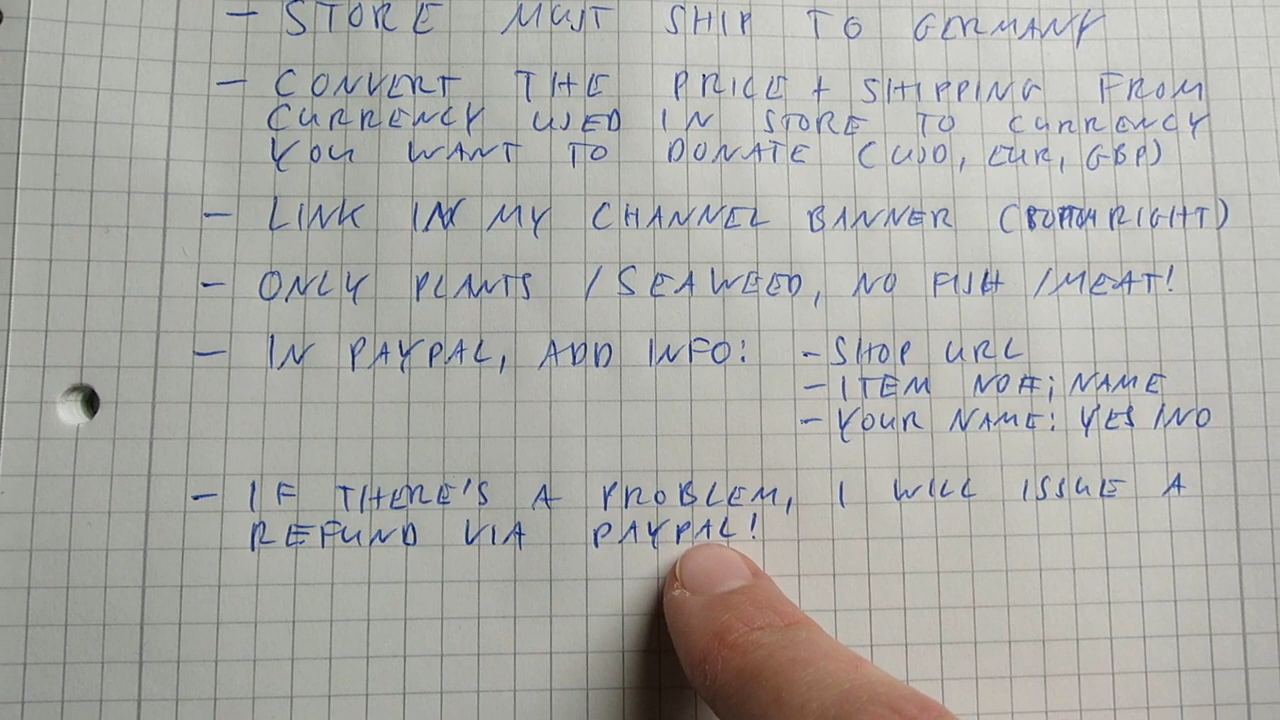 - STORE MUST SHIP TO GERMANY
- CONVERT THE PRICE + SHIPPING FROM
CURRENCY USED IN STORE TO CURRENCY
YOU WANT TO DONATE (USD, EUR, GBP)
- LINK IN MY CHANNEL BANNER (BOTTOM RIGHT)
- ONLY PLANTS / SEAWEED, NO FISH / MEAT!
- IN PAYPAL, ADD INFO: - SHOP URL
- ITEM NO#; NAME
- YOUR NAME: YES / NO
- IF THERE'S A PROBLEM, I WILL ISSUE A
REFUND VIA PAYPAL!